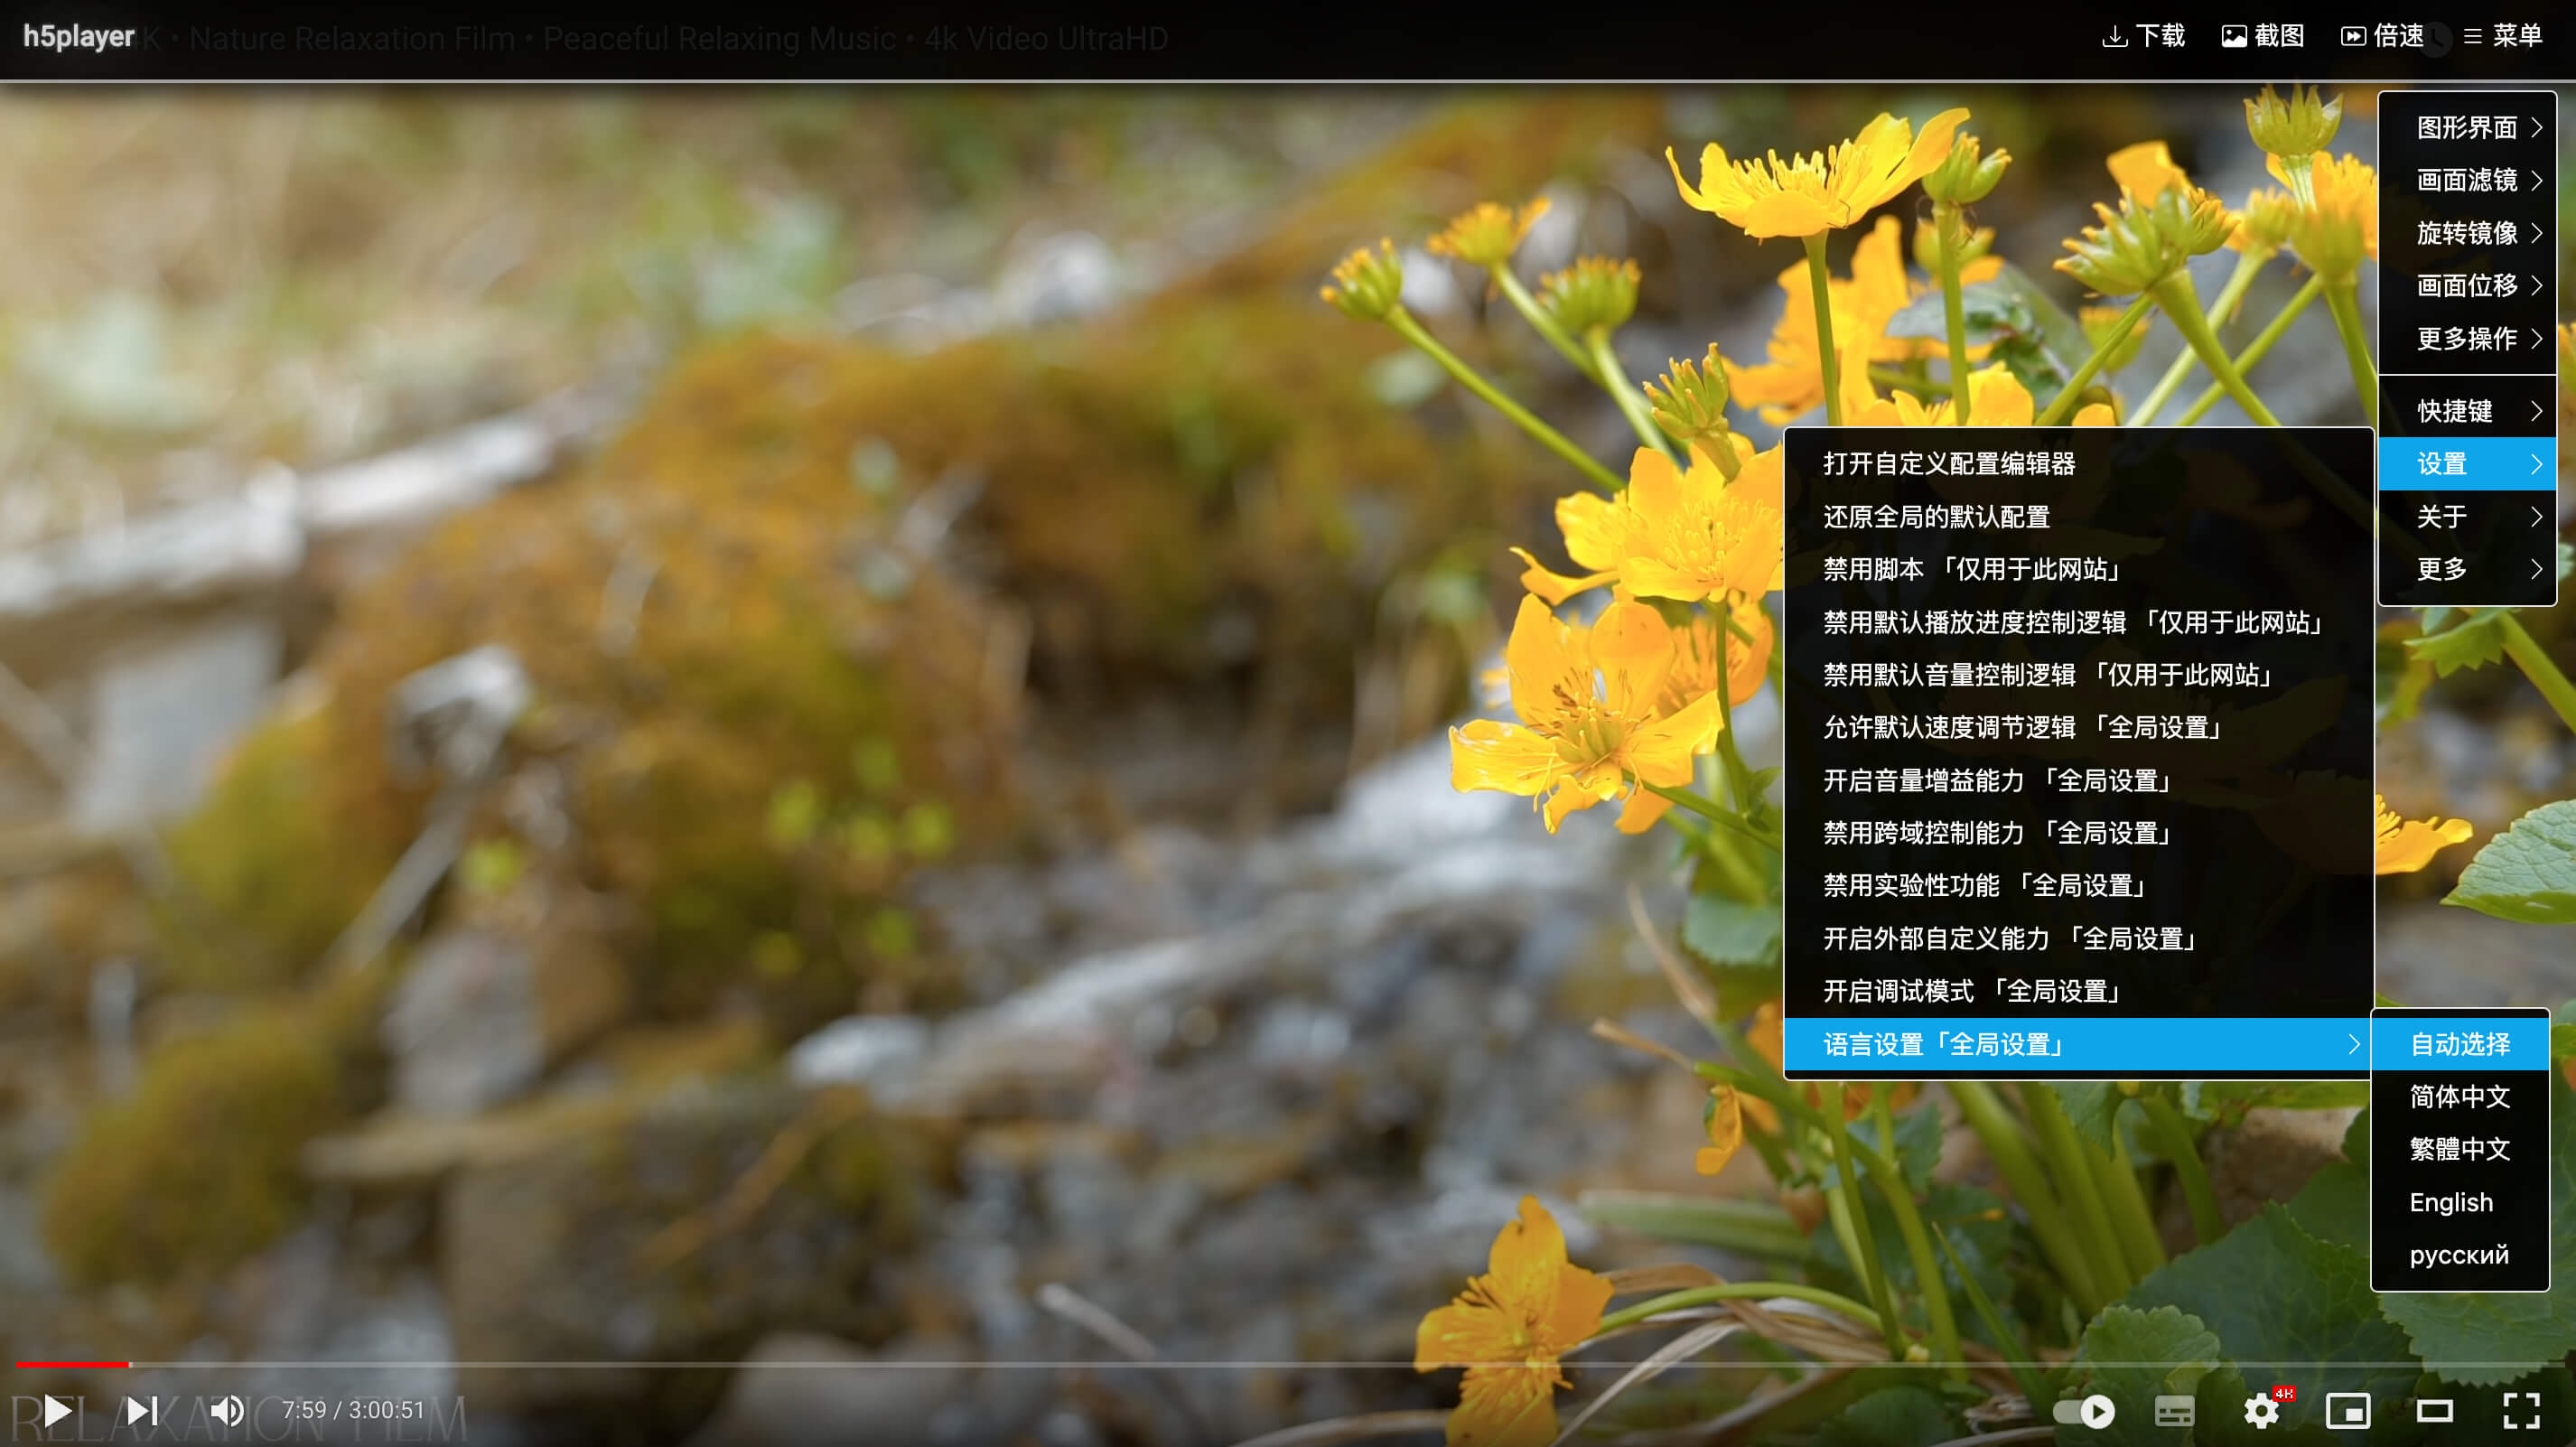 h5player
K • Nature Relaxation Film • Peaceful Relaxing Music • 4k Video UltraHD
下载
截图
倍速
菜单
图形界面
画面滤镜
旋转镜像
画面位移
更多操作
快捷键
设置
关于
更多
打开自定义配置编辑器
还原全局的默认配置
禁用脚本 「仅用于此网站」
禁用默认播放进度控制逻辑 「仅用于此网站」
禁用默认音量控制逻辑 「仅用于此网站」
允许默认速度调节逻辑 「全局设置」
开启音量增益能力 「全局设置」
禁用跨域控制能力 「全局设置」
禁用实验性功能 「全局设置」
开启外部自定义能力 「全局设置」
开启调试模式 「全局设置」
语言设置「全局设置」
自动选择
简体中文
繁體中文
English
русский
RELAXATION FILM
7:59 / 3:00:51
4K